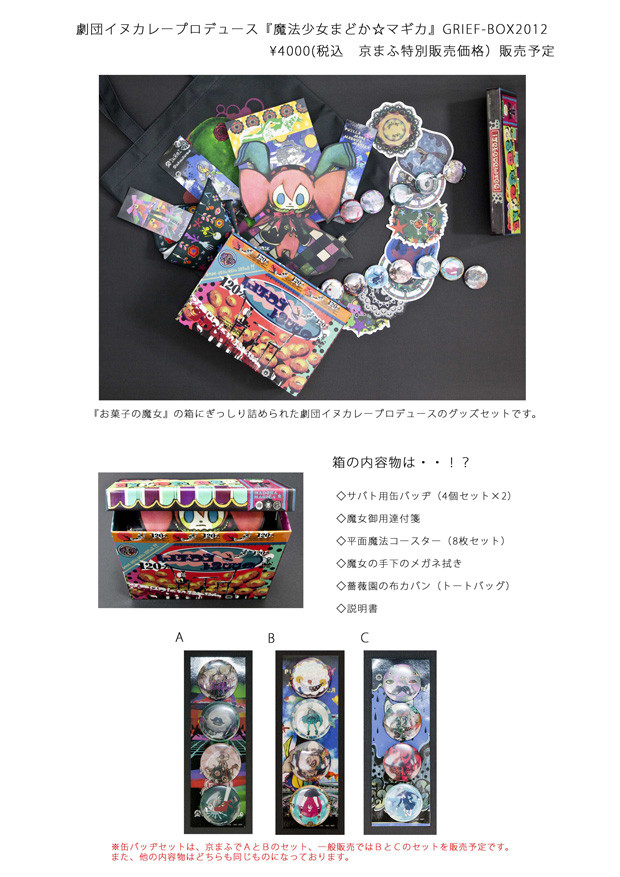 劇団イヌカレープロデュース『魔法少女まどか☆マギカ』GRIEF-BOX2012
¥4000(税込　京まふ特別販売価格）販売予定
『お菓子の魔女』の箱にぎっしり詰められた劇団イヌカレープロデュースのグッズセットです。
箱の内容物は・・！？
◇サバト用缶バッヂ（4個セット×2）
◇魔女御用達付箋
◇平面魔法コースター（8枚セット）
◇魔女の手下のメガネ拭き
◇薔薇園の布カバン（トートバッグ）
◇説明書
A
B
C
※缶バッヂセットは、京まふでＡとＢのセット、一般販売ではＢとＣのセットを販売予定です。
また、他の内容物はどちらも同じものになっております。